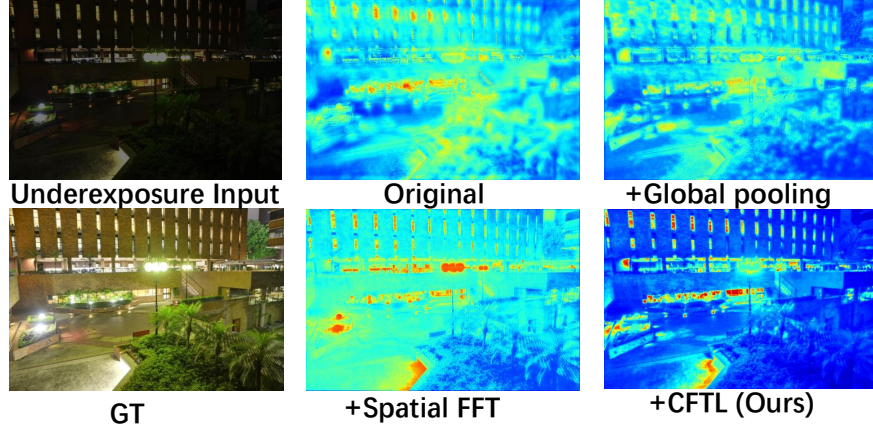 Underexposure Input
Original
+Global pooling
GT
+Spatial FFT
+CFTL (Ours)